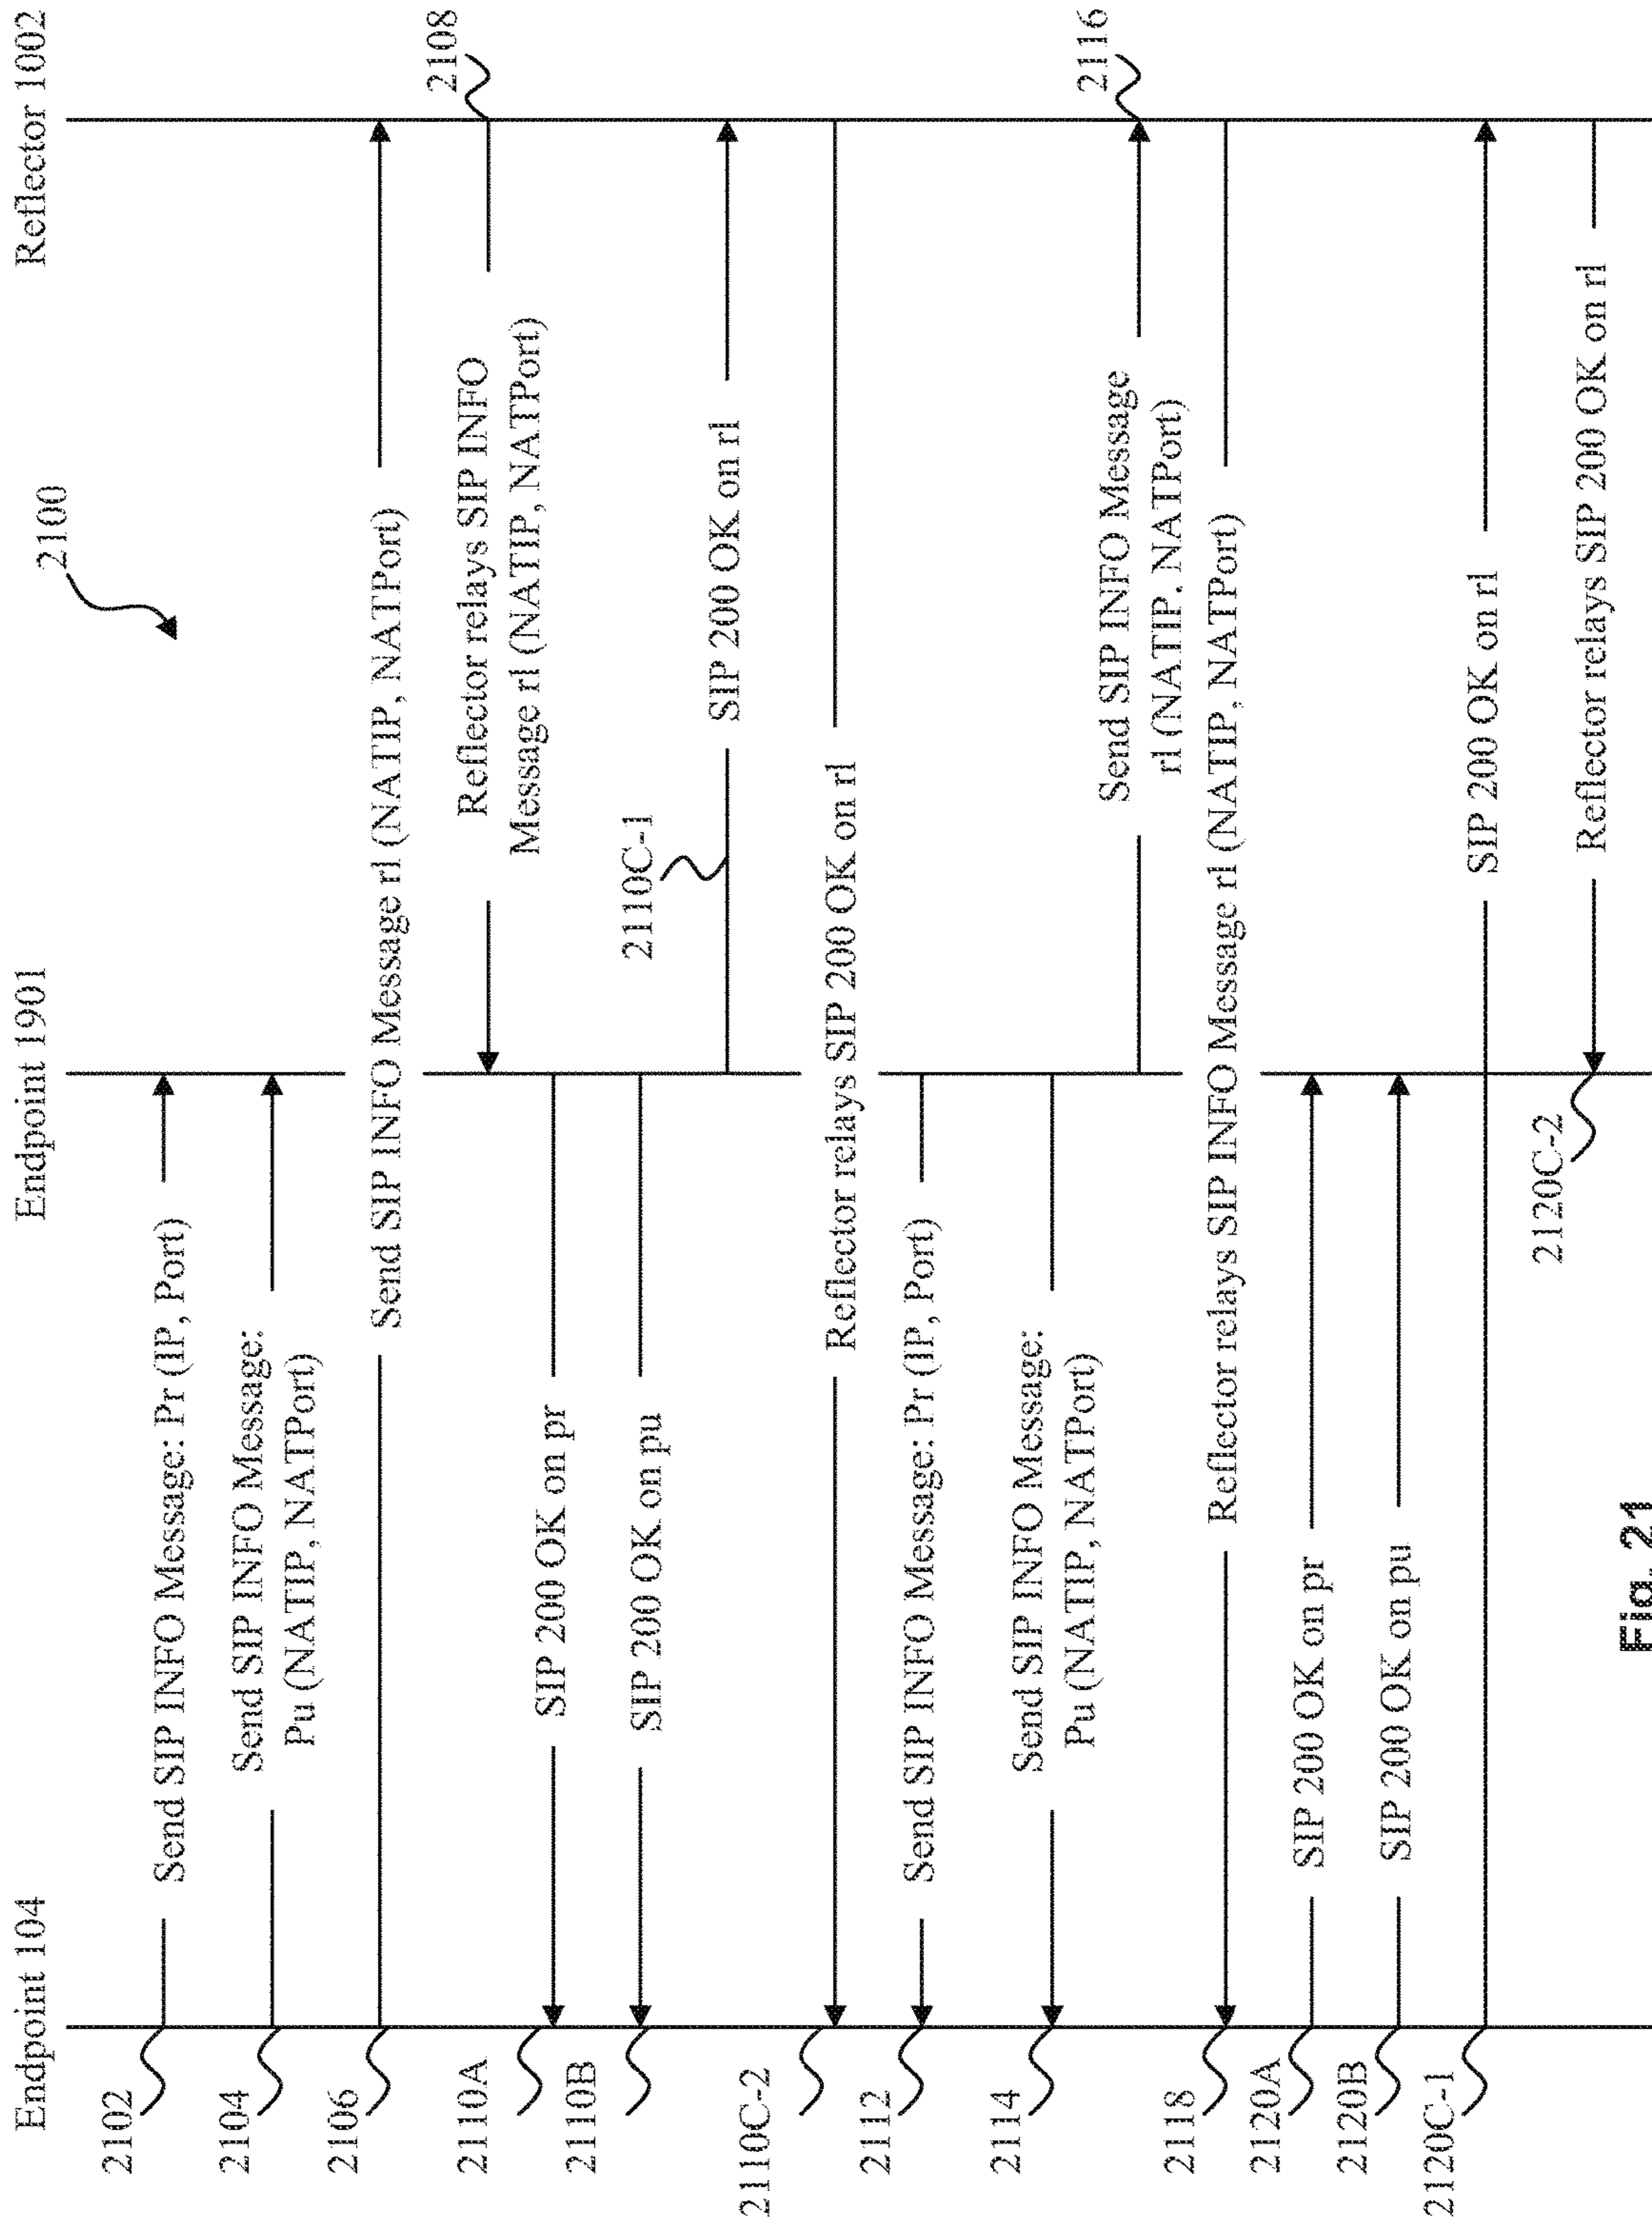 Endpoint 104
Endpoint 1901
Reflector 1002
2100
2102
Send SIP INFO Message: Pr (IP, Port)
2104
Send SIP INFO Message:
Pu (NATIP, NATPort)
2106
Send SIP INFO Message rl (NATIP, NATPort)
2108
Reflector relays SIP INFO
Message rl (NATIP, NATPort)
2110A
SIP 200 OK on pr
2110B
SIP 200 OK on pu
2110C-1
SIP 200 OK on rl
2110C-2
Reflector relays SIP 200 OK on rl
2112
Send SIP INFO Message: Pr (IP, Port)
2114
Send SIP INFO Message:
Pu (NATIP, NATPort)
2116
Send SIP INFO Message
rl (NATIP. NATPort)
2118
Reflector relays SIP INFO Message rl (NATIP, NATPort)
2120A
SIP 200 OK on pr
2120B
SIP 200 OK on pu
2120C-1
SIP 200 OK on rl
2120C-2
Reflector relays SIP 200 OK on rl
Fig. 21